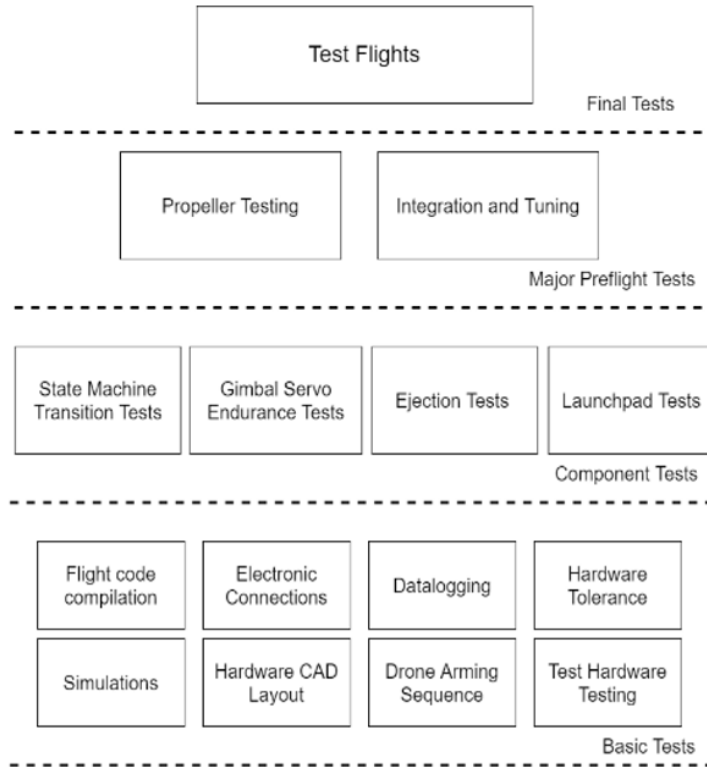 Test Flights
Final Tests
Propeller Testing
Integration and Tuning
Major Preflight Tests
State Machine
Transition Tests
Gimbal Servo
Endurance Tests
Ejection Tests
Launchpad Tests
Component Tests
Flight code
compilation
Electronic
Connections
Datalogging
Hardware
Tolerance
Simulations
Hardware CAD
Layout
Drone Arming
Sequence
Test Hardware
Testing
Basic Tests